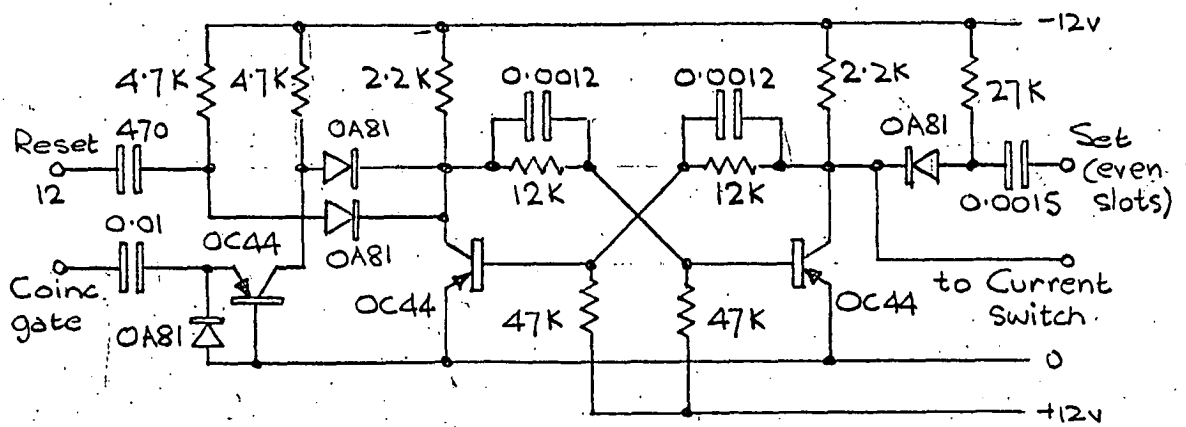 -12v
4.7K
4.7K
2.2K
0.0012
0.0012
2.2K
27K
470
OA81
OA81
Reset
12
Set
(even
slots)
12K
12K
0.0015
0.01
OC44
OA81
Coinc
gate
OA81
OC44
47K
47K
OC44
to Current
Switch
0
+12v